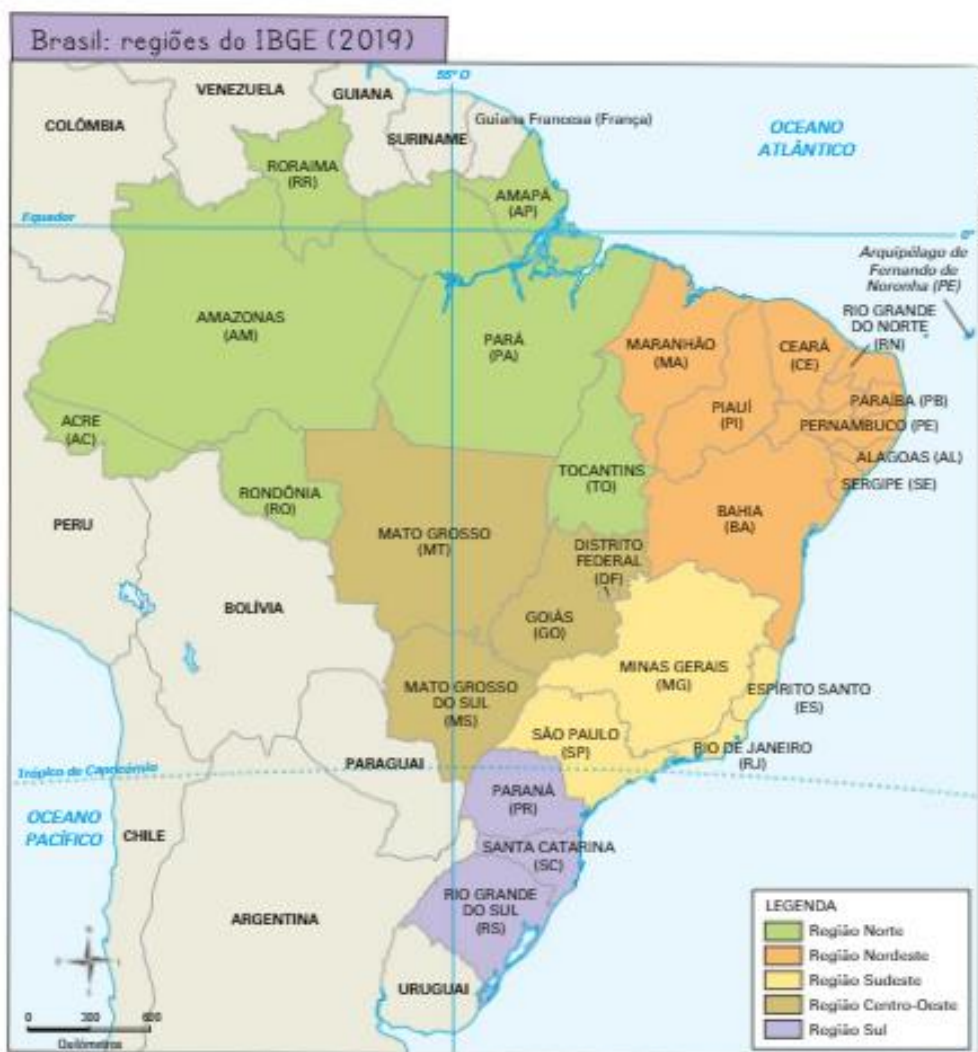 Brasil: regiões do IBGE (2019)
55° O
VENEZUELA
GUIANA
COLÔMBIA
SURINAME
Guiana Francesa (França)
OCEANO
ATLÂNTICO
RORAIMA
(RR)
AMAPÁ
(AP)
Equador
0°
Arquipélago de
Fernando de
Noronha (PE)
RIO GRANDE
DO NORTE
(RN)
AMAZONAS
(AM)
PARÁ
(PA)
MARANHÃO
(MA)
CEARÁ
(CE)
PIAUÍ
(PI)
PARAÍBA (PB)
PERNAMBUCO (PE)
ACRE
(AC)
ALAGOAS (AL)
TOCANTINS
(TO)
SERGIPE (SE)
RONDÔNIA
(RO)
PERU
MATO GROSSO
(MT)
BAHIA
(BA)
DISTRITO
FEDERAL
(DF)
BOLÍVIA
GOIÁS
(GO)
MINAS GERAIS
(MG)
MATO GROSSO
DO SUL
(MS)
ESPÍRITO SANTO
(ES)
SÃO PAULO
(SP)
RIO DE JANEIRO
(RJ)
PARAGUAI
Trópico de Capricórnio
PARANÁ
(PR)
OCEANO
PACÍFICO
CHILE
SANTA CATARINA
(SC)
RIO GRANDE
DO SUL
(RS)
ARGENTINA
URUGUAI
LEGENDA
Região Norte
Região Nordeste
Região Sudeste
Região Centro-Oeste
Região Sul
0 300 600
Quilômetros